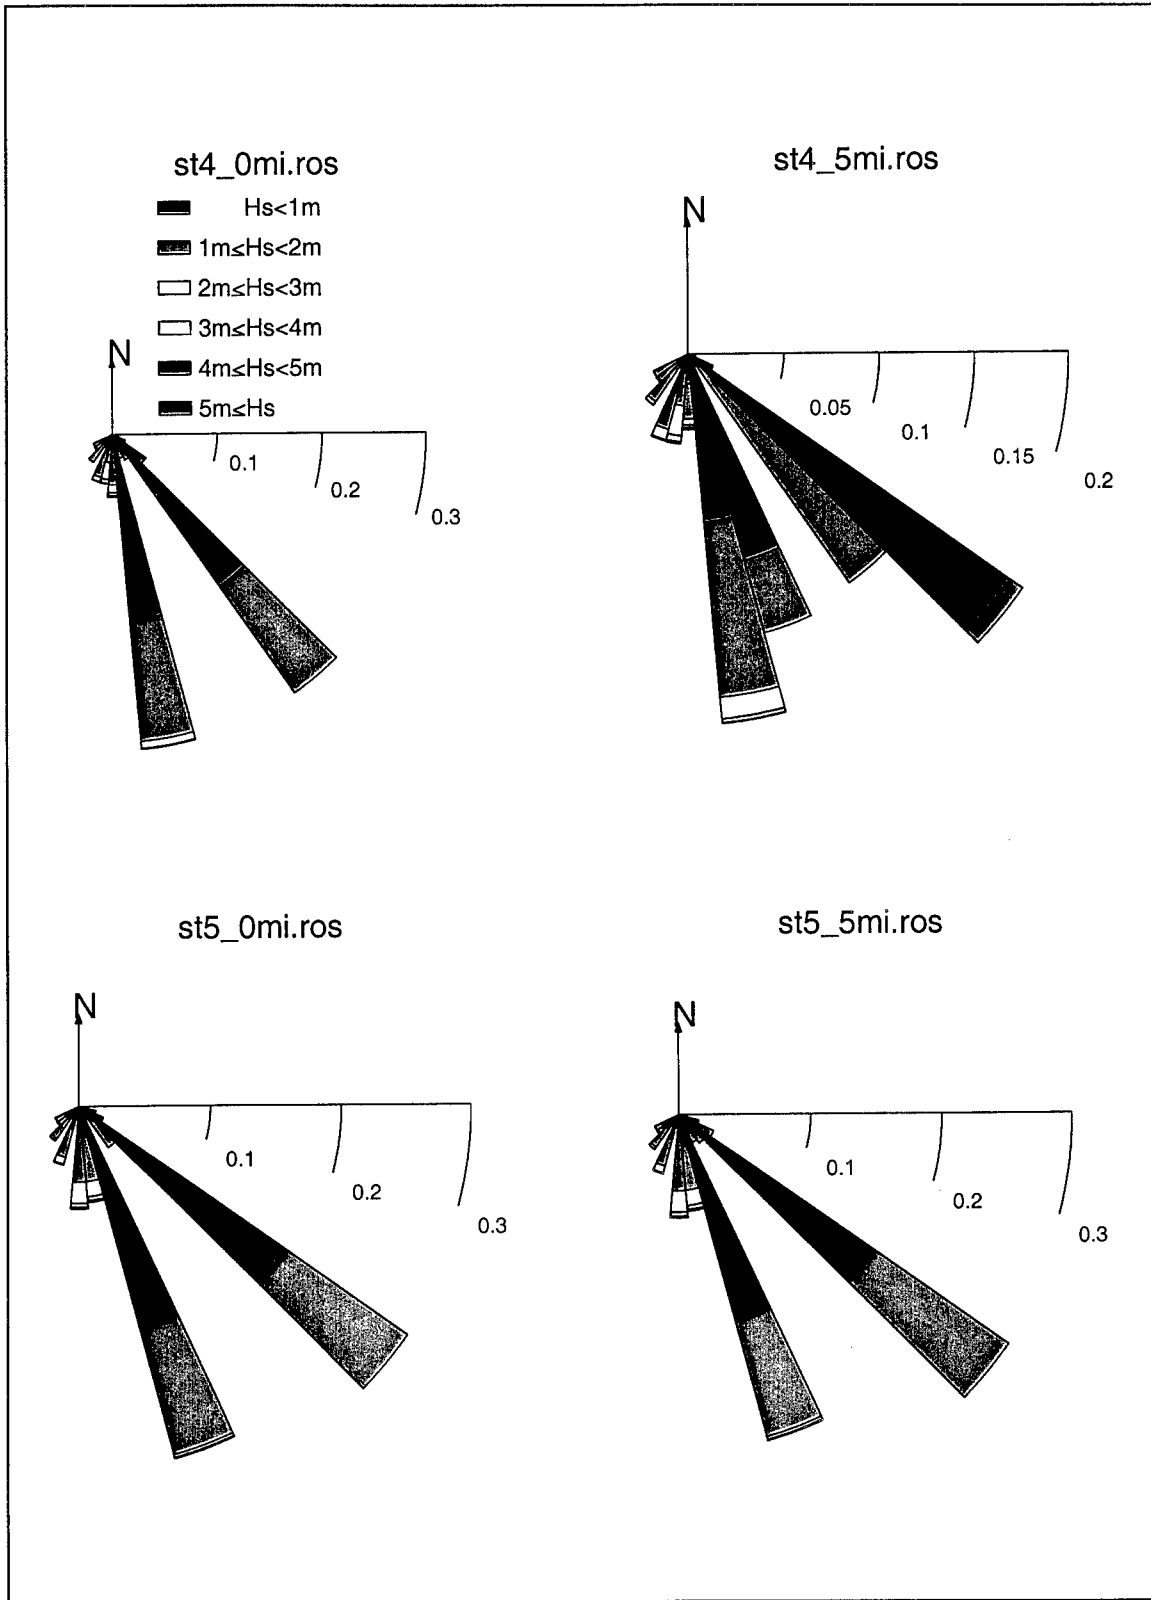 st4_0mi.ros
Hs<1m
1m≤Hs<2m
2m≤Hs<3m
3m≤Hs<4m
4m≤Hs<5m
5m≤Hs
N
0.1
0.2
0.3
st4_5mi.ros
N
0.05
0.1
0.15
0.2
st5_0mi.ros
N
0.1
0.2
0.3
st5_5mi.ros
N
0.1
0.2
0.3